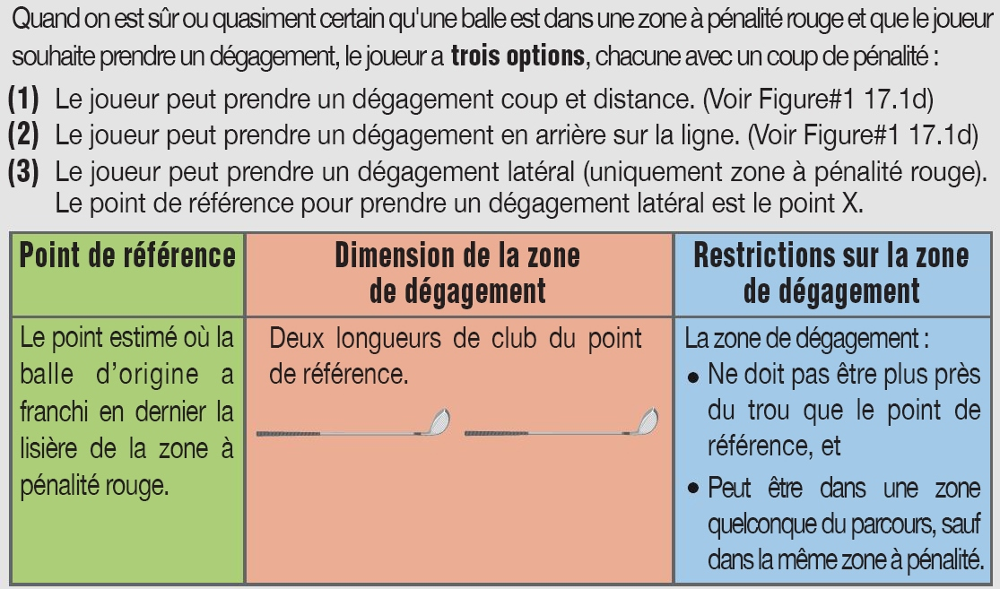 Quand on est sûr ou quasiment certain qu'une balle est dans une zone à pénalité rouge et que le joueur
souhaite prendre un dégagement, le joueur a trois options, chacune avec un coup de pénalité :
(1) Le joueur peut prendre un dégagement coup et distance. (Voir Figure#1 17.1d)
(2) Le joueur peut prendre un dégagement en arrière sur la ligne. (Voir Figure#1 17.1d)
(3) Le joueur peut prendre un dégagement latéral (uniquement zone à pénalité rouge).
Le point de référence pour prendre un dégagement latéral est le point X.
Point de référence
Dimension de la zone
de dégagement
Restrictions sur la zone
de dégagement
Le point estimé où la
balle d'origine a
franchi en dernier la
lisière de la zone à
pénalité rouge.
Deux longueurs de club du point
de référence.
La zone de dégagement :
• Ne doit pas être plus près
du trou que le point de
référence, et
• Peut être dans une zone
quelconque du parcours, sauf
dans la même zone à pénalité.